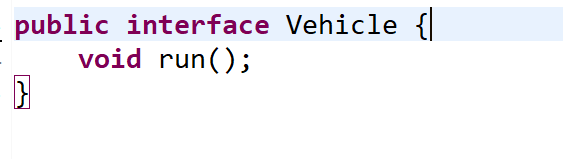 public interface Vehicle {
    void run();
}